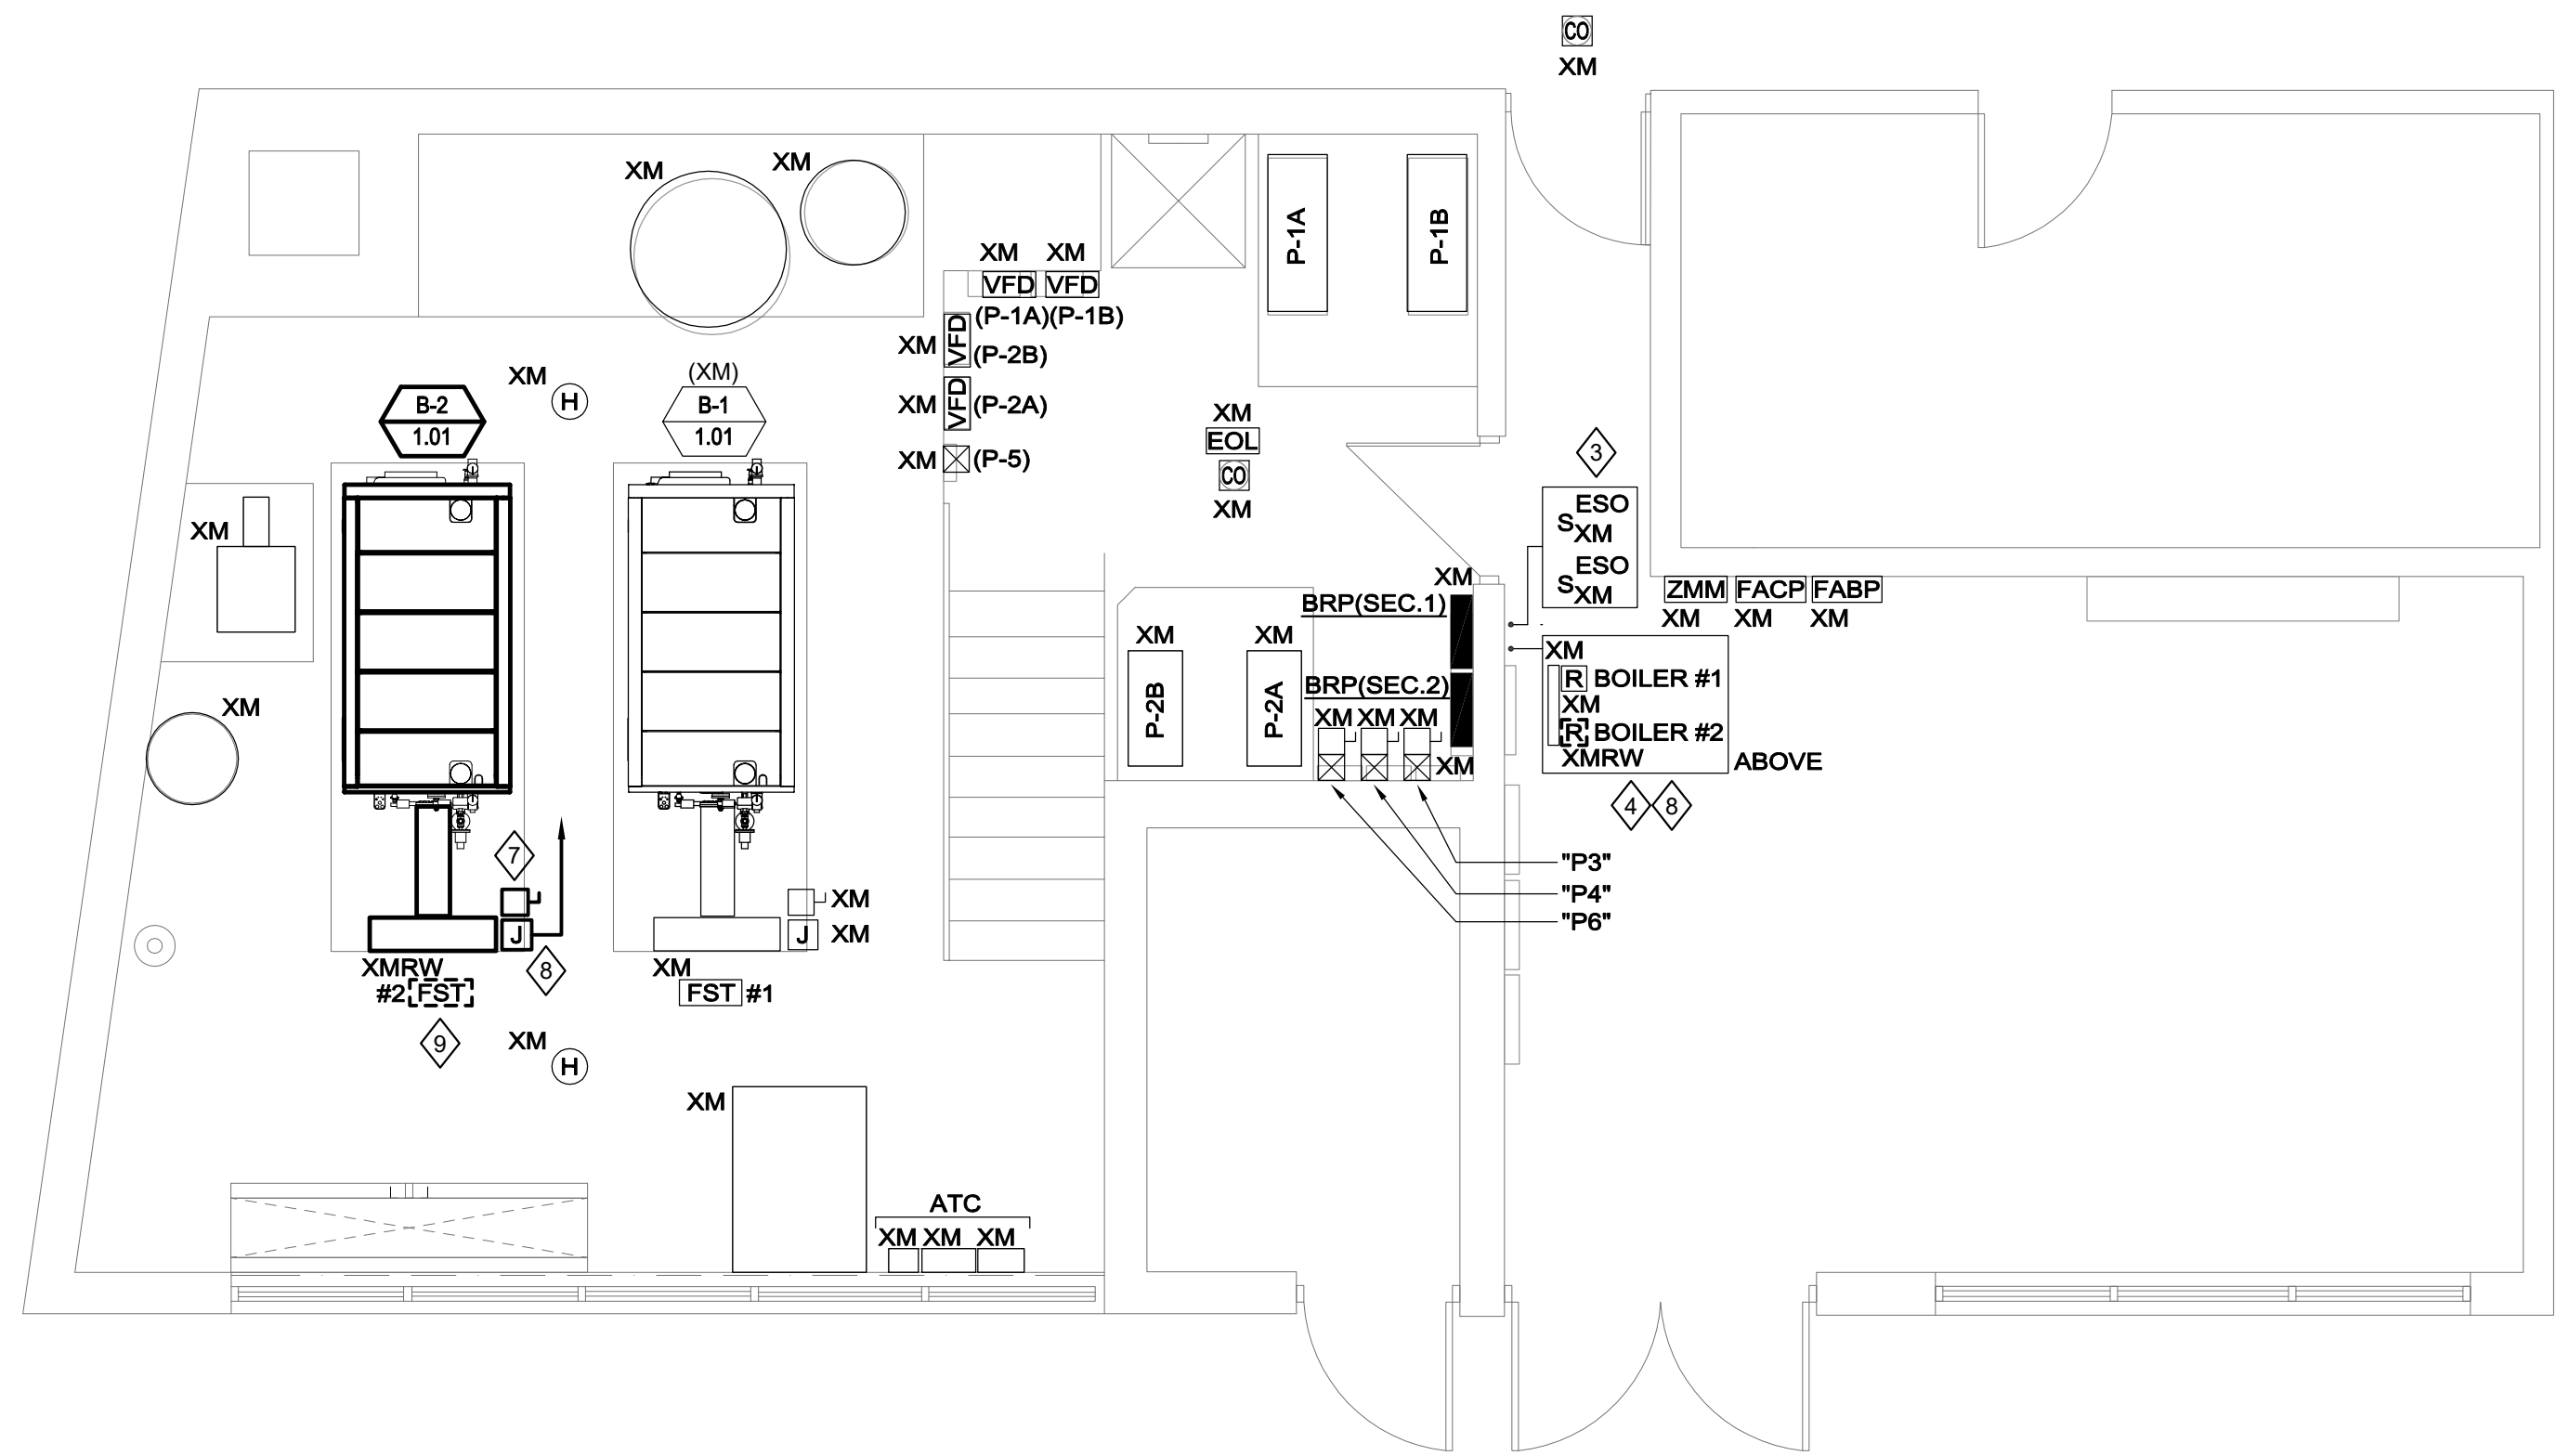 CO
XM
XM
XM
P-1A
P-1B
XM XM
VFD VFD
(P-1A)(P-1B)
XM VFD (P-2B)
XM VFD (P-2A)
XM (P-5)
XM
H
(XM)
B-2
1.01
B-1
1.01
XM
EOL
CO
XM
3
ESO
SXM
ESO
SXM
XM
ZMM FACP FABP
XM XM XM
XM
BRP(SEC.1)
XM
R BOILER #1
XM
R BOILER #2
XMRW
ABOVE
4 8
XM XM
P-2B P-2A
BRP(SEC.2)
XM XM XM
XM
XM
"P3"
"P4"
"P6"
7
XM
J
J XM
8
XMRW
#2 FST
XM
FST #1
9
XM
H
XM
ATC
XM XM XM